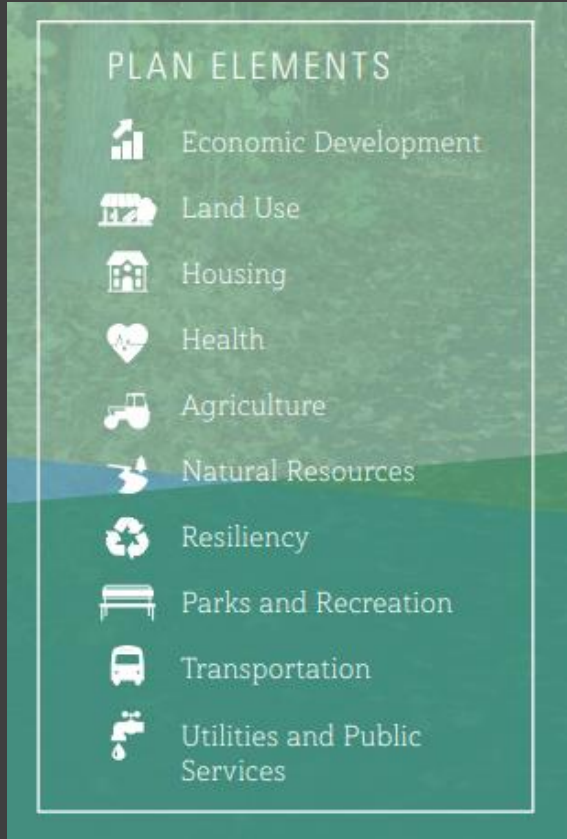 PLAN ELEMENTS
Economic Development
Land Use
Housing
Health
Agriculture
Natural Resources
Resiliency
Parks and Recreation
Transportation
Utilities and Public
Services